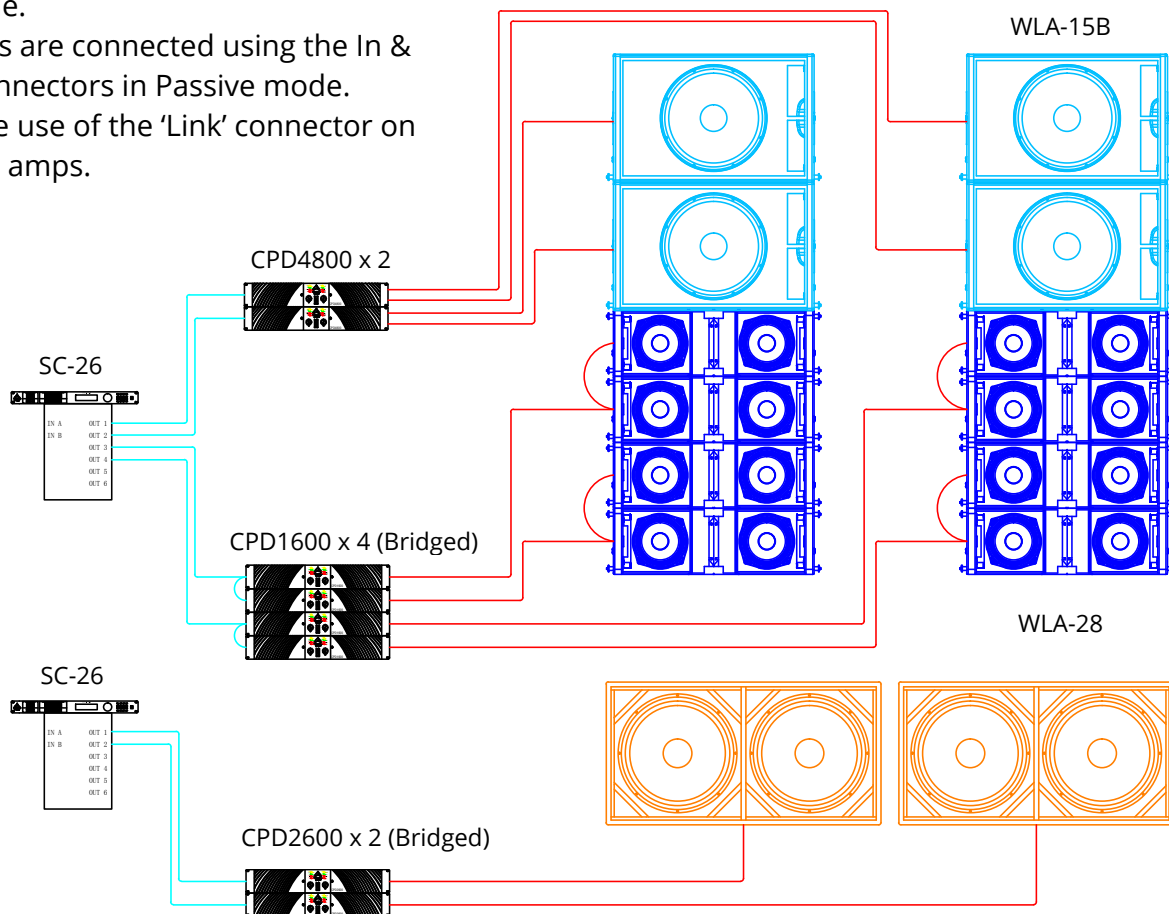 e.
s are connected using the In &
nnectors in Passive mode.
e use of the ‘Link’ connector on
amps.
WLA-15B
CPD4800 x 2
SC-26
IN A OUT 1
IN B OUT 2
OUT 3
OUT 4
OUT 5
OUT 6
CPD1600 x 4 (Bridged)
WLA-28
SC-26
IN A OUT 1
IN B OUT 2
OUT 3
OUT 4
OUT 5
OUT 6
CPD2600 x 2 (Bridged)